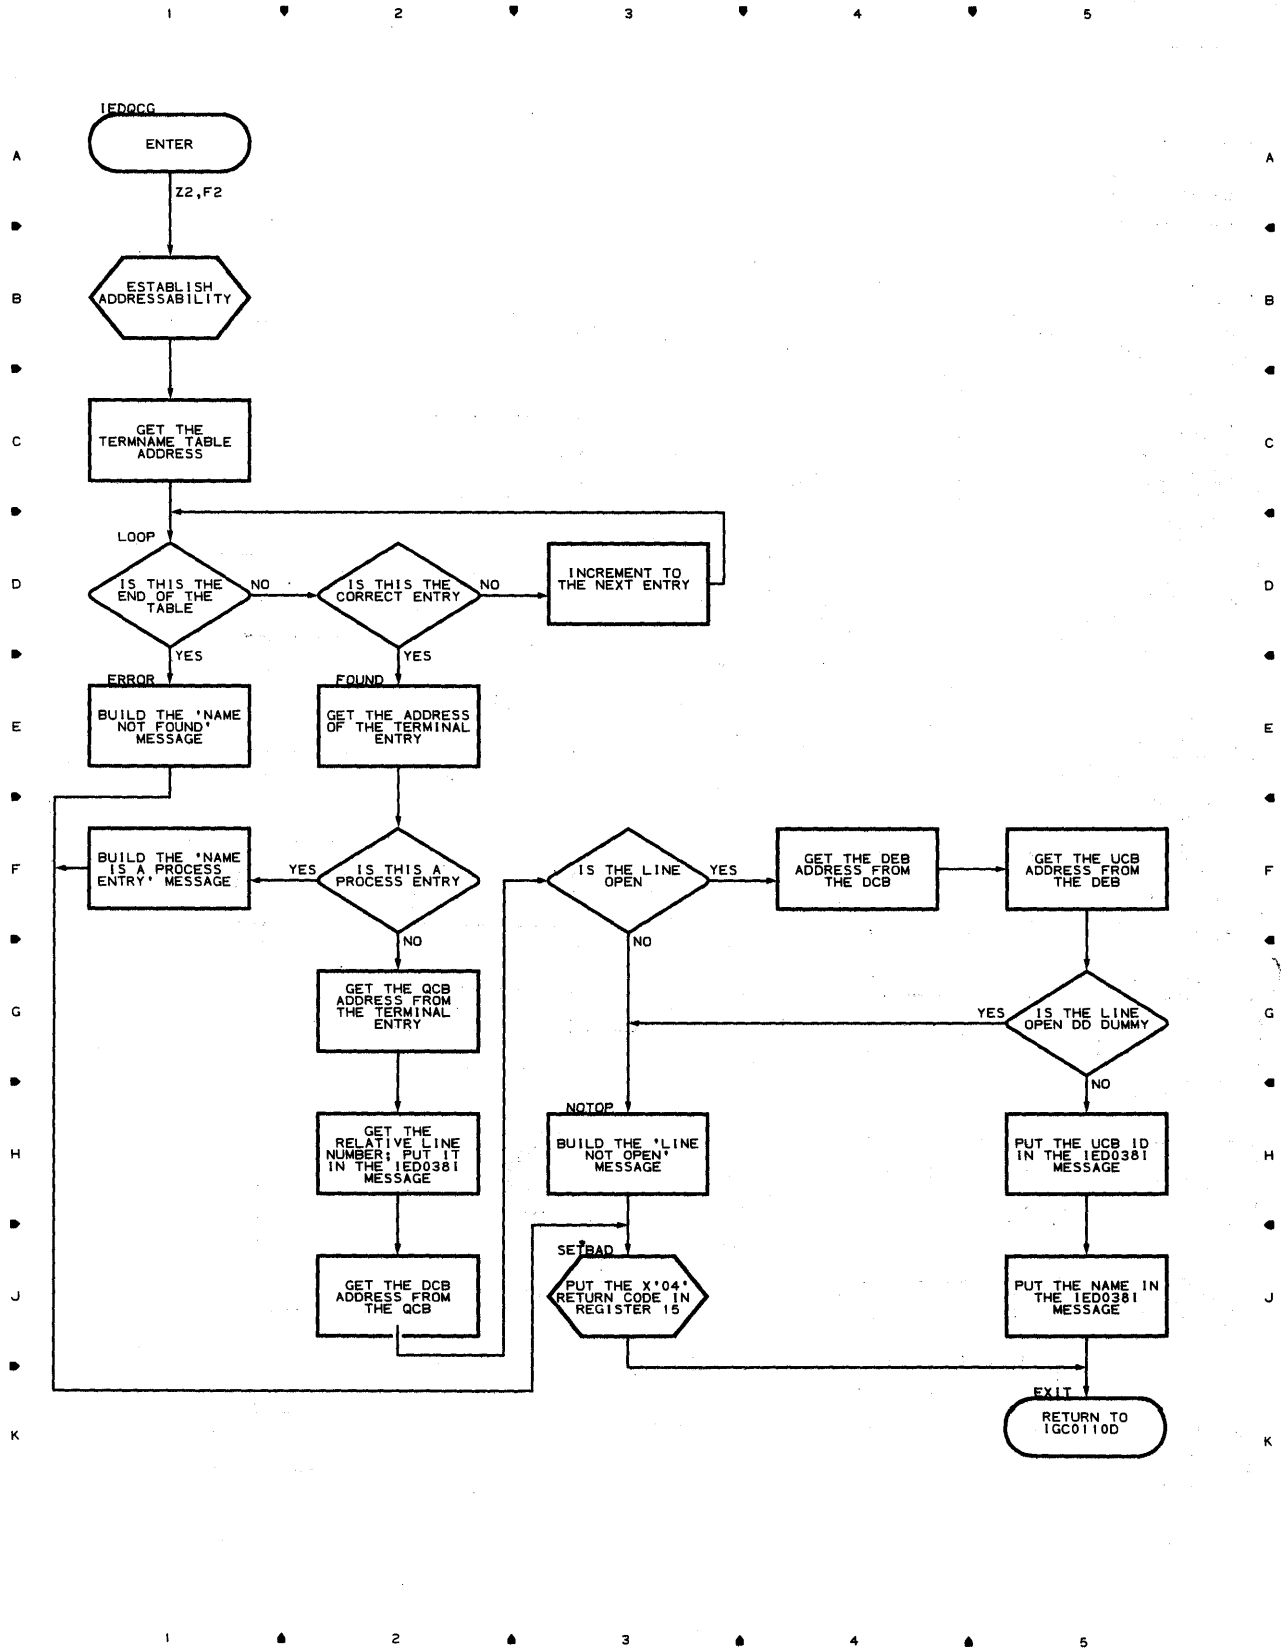 1 2 3 4 5
IEDQCG
ENTER
A A
Z2,F2
ESTABLISH
ADDRESSABILITY
B B
GET THE
TERMNAME TABLE
ADDRESS
C C
LOOP
IS THIS THE
END OF THE
TABLE
NO
YES
IS THIS THE
CORRECT ENTRY
NO
YES
INCREMENT TO
THE NEXT ENTRY
D D
ERROR
BUILD THE 'NAME
NOT FOUND'
MESSAGE
FOUND
GET THE ADDRESS
OF THE TERMINAL
ENTRY
E E
BUILD THE 'NAME
IS A PROCESS
ENTRY' MESSAGE
YES
IS THIS A
PROCESS ENTRY
NO
IS THE LINE
OPEN
YES
NO
GET THE DEB
ADDRESS FROM
THE DCB
GET THE UCB
ADDRESS FROM
THE DEB
F F
GET THE QCB
ADDRESS FROM
THE TERMINAL
ENTRY
YES
IS THE LINE
OPEN DD DUMMY
NO
G G
GET THE
RELATIVE LINE
NUMBER; PUT IT
IN THE IED038I
MESSAGE
NOTOP
BUILD THE 'LINE
NOT OPEN'
MESSAGE
PUT THE UCB ID
IN THE IED038I
MESSAGE
H H
GET THE DCB
ADDRESS FROM
THE QCB
SETBAD
PUT THE X'04'
RETURN CODE IN
REGISTER 15
PUT THE NAME IN
THE IED038I
MESSAGE
J J
EXIT
RETURN TO
IGC0110D
K K
1 2 3 4 5